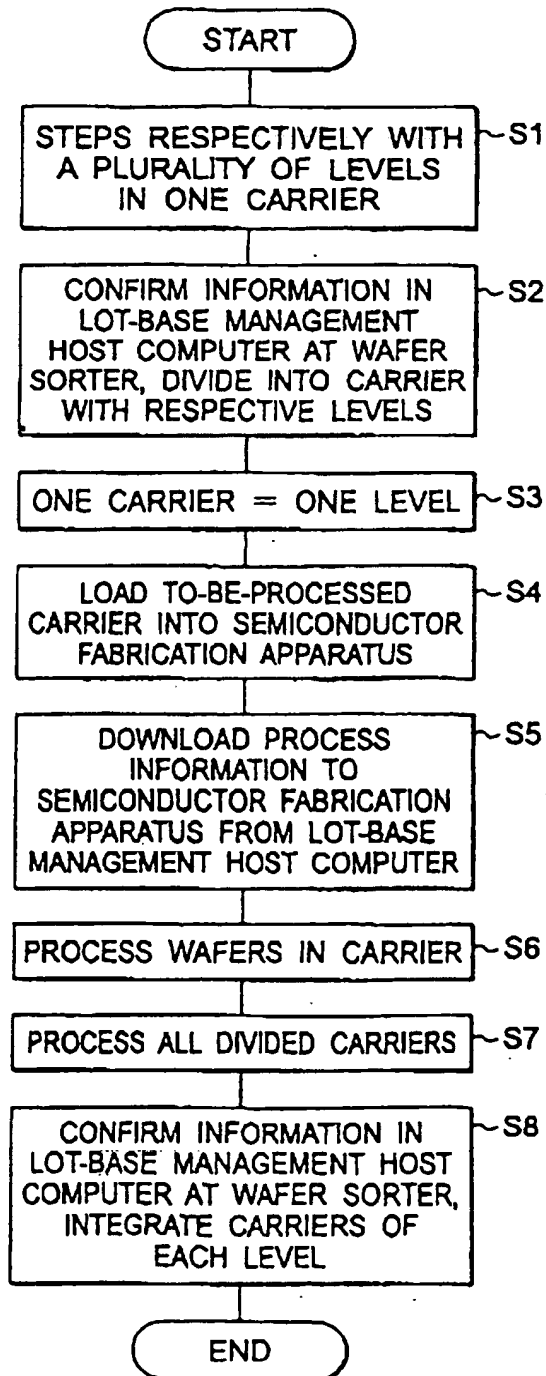 START
STEPS RESPECTIVELY WITH
A PLURALITY OF LEVELS
IN ONE CARRIER
~S1
CONFIRM INFORMATION IN
LOT-BASE MANAGEMENT
HOST COMPUTER AT WAFER
SORTER, DIVIDE INTO CARRIER
WITH RESPECTIVE LEVELS
~S2
ONE CARRIER = ONE LEVEL
~S3
LOAD TO-BE-PROCESSED
CARRIER INTO SEMICONDUCTOR
FABRICATION APPARATUS
~S4
DOWNLOAD PROCESS
INFORMATION TO
SEMICONDUCTOR FABRICATION
APPARATUS FROM LOT-BASE
MANAGEMENT HOST COMPUTER
~S5
PROCESS WAFERS IN CARRIER
~S6
PROCESS ALL DIVIDED CARRIERS
~S7
CONFIRM INFORMATION IN
LOT-BASE MANAGEMENT HOST
COMPUTER AT WAFER SORTER,
INTEGRATE CARRIERS OF
EACH LEVEL
~S8
END